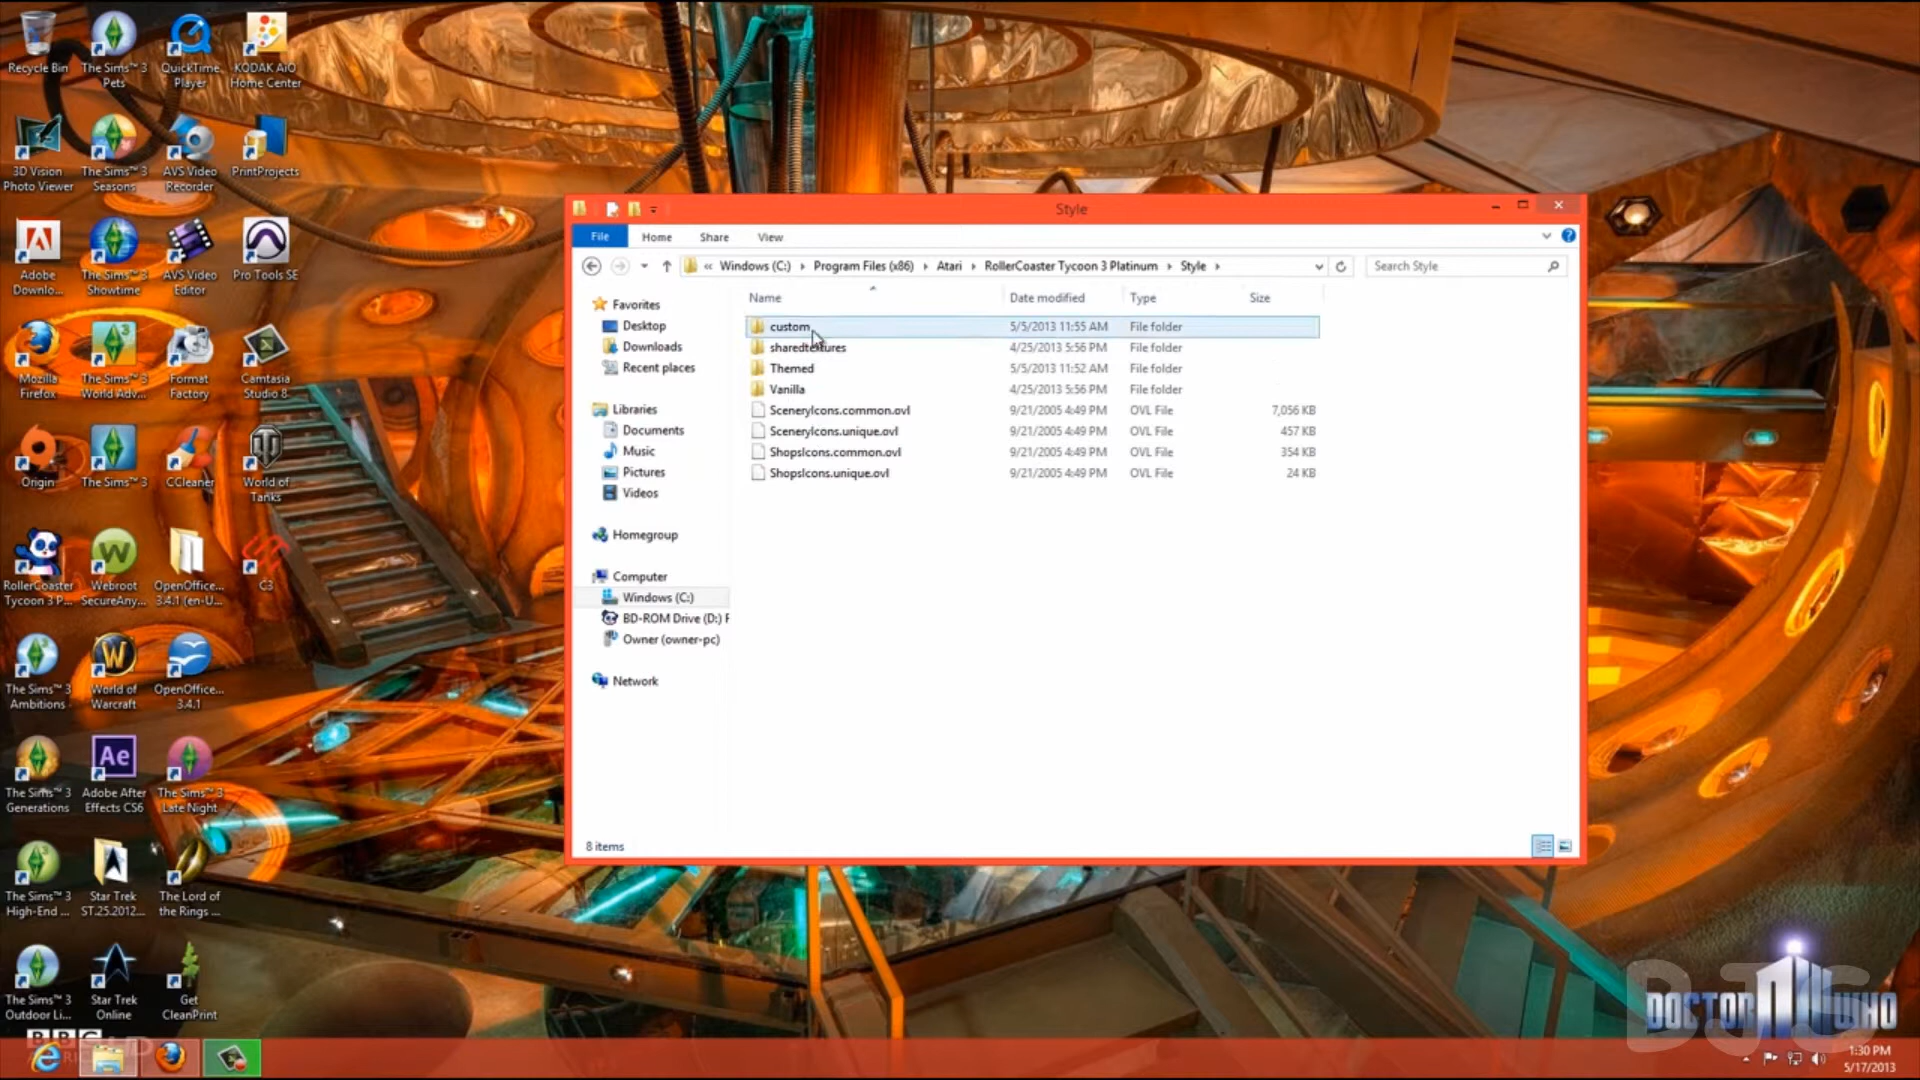 Recycle Bin
The Sims™ 3
Pets
QuickTime
Player
KODAK AiO
Home Center
3D Vision
Photo Viewer
The Sims™ 3
Seasons
AVS Video
Recorder
PrintProjects
Adobe
Downlo...
The Sims™ 3
Showtime
AVS Video
Editor
Pro Tools SE
Mozilla
Firefox
The Sims™ 3
World Adv...
Format
Factory
Camtasia
Studio 8
Origin
The Sims™ 3
CCleaner
World of
Tanks
RollerCoaster
Tycoon 3 P...
Webroot
SecureAny...
OpenOffice...
3.4.1 (en-U...
C3
The Sims™ 3
Ambitions
World of
Warcraft
OpenOffice...
3.4.1
The Sims™ 3
Generations
Adobe After
Effects CS6
The Sims™ 3
Late Night
The Sims™ 3
High-End ...
Star Trek
ST.25.2012...
The Lord of
the Rings ...
The Sims™ 3
Outdoor Li...
Star Trek
Online
Get
CleanPrint
Style
File Home Share View
« Windows (C:) Program Files (x86) Atari RollerCoaster Tycoon 3 Platinum Style
Search Style
Favorites
Desktop
Downloads
Recent places
Libraries
Documents
Music
Pictures
Videos
Homegroup
Computer
Windows (C:)
BD-ROM Drive (D:) F
Owner (owner-pc)
Network
Name Date modified Type Size
custom 5/5/2013 11:55 AM File folder
sharedtextures 4/25/2013 5:56 PM File folder
Themed 5/5/2013 11:52 AM File folder
Vanilla 4/25/2013 5:56 PM File folder
SceneryIcons.common.ovl 9/21/2005 4:49 PM OVL File 7,056 KB
SceneryIcons.unique.ovl 9/21/2005 4:49 PM OVL File 457 KB
ShopsIcons.common.ovl 9/21/2005 4:49 PM OVL File 354 KB
ShopsIcons.unique.ovl 9/21/2005 4:49 PM OVL File 24 KB
8 items
DOCTOR WHO
BBC
1:30 PM
5/17/2013